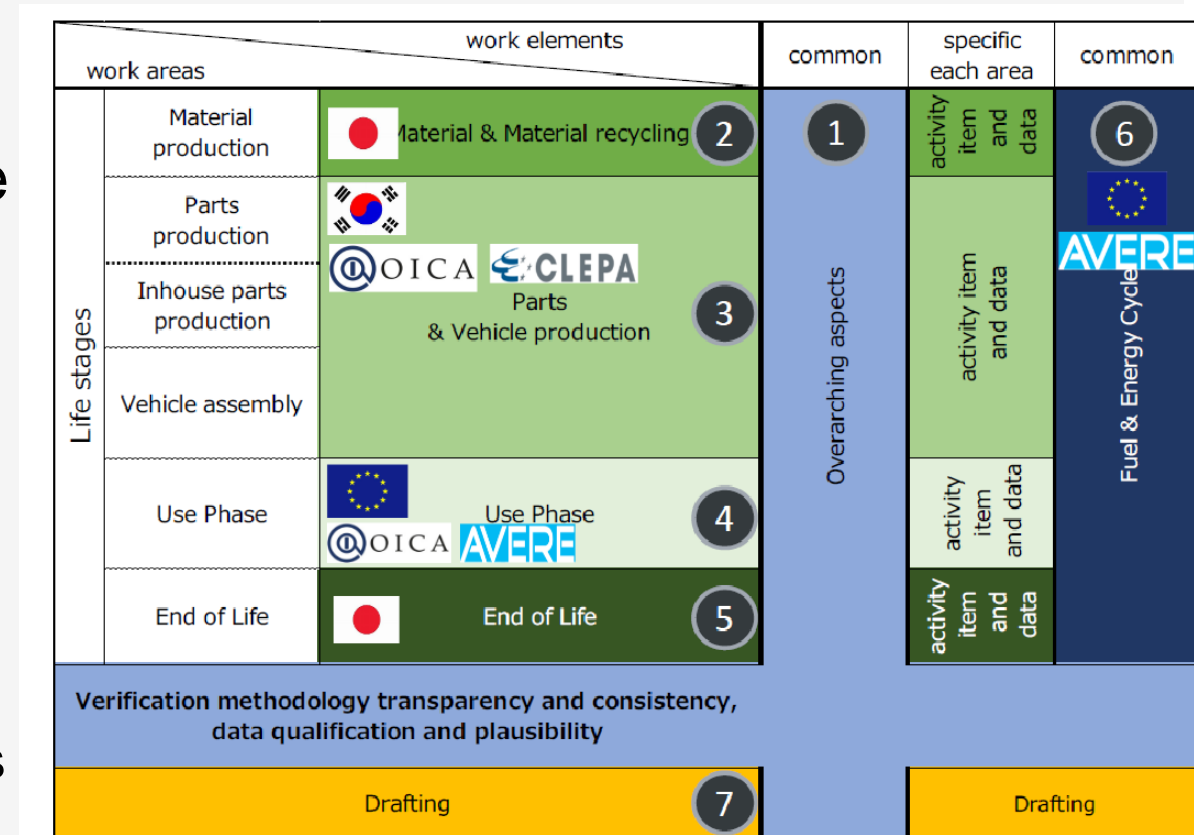 work elements
work areas
common
specific
each area
common
Life stages
Material
production
Material & Material recycling
2
1
activity
item
and
data
6
Parts
production
Inhouse parts
production
Vehicle assembly
OICA
CLEPA
Parts
& Vehicle production
3
Overarching aspects
activity item
and data
AVERE
Fuel & Energy Cycle
Use Phase
Use Phase
OICA AVERE
4
activity
item
and data
End of Life
End of Life
5
activity
item
and
data
Verification methodology transparency and consistency,
data qualification and plausibility
Drafting
7
Drafting
e
s